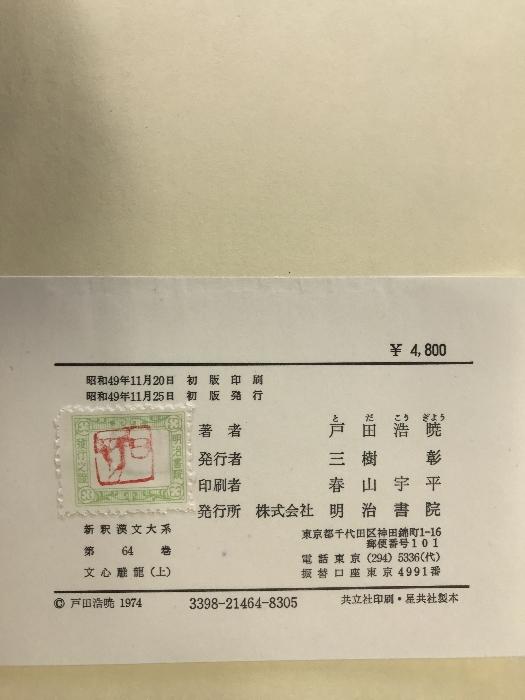 ¥ 4,800
昭和49年11月20日 初版印刷
昭和49年11月25日 初版発行
と だ こう ぎよう
著者 戸田浩暁
発行者 三樹彰
印刷者 春山宇平
発行所 株式会社 明治書院
明治書院
発行之証
新釈漢文大系
第 64 巻
文心雕龍(上)
東京都千代田区神田錦町1-16
郵便番号101
電話東京(294)5336(代)
振替口座東京4991番
© 戸田浩暁 1974 3398-21464-8305 共立社印刷・星共社製本